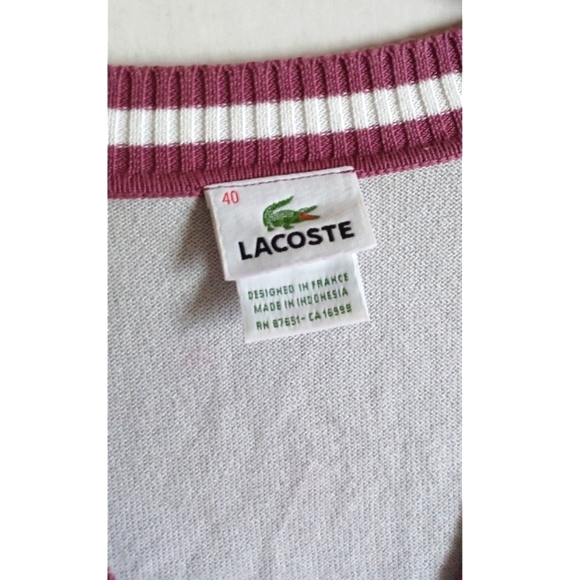 40
LACOSTE
DESIGNED IN FRANCE
MADE IN INDONESIA
RN 87651 - CA 16999